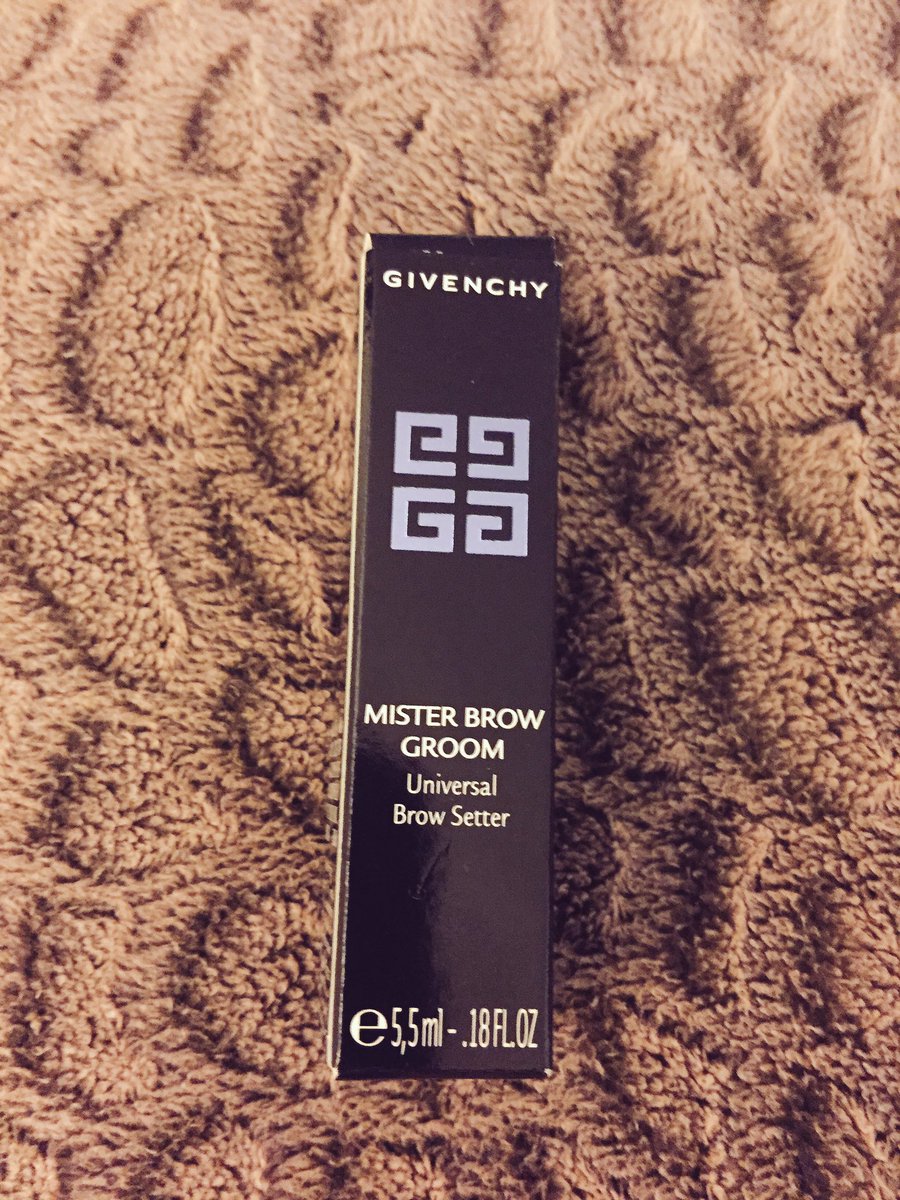 GIVENCHY
MISTER BROW
GROOM
Universal
Brow Setter
℮5,5ml - .18FL.OZ